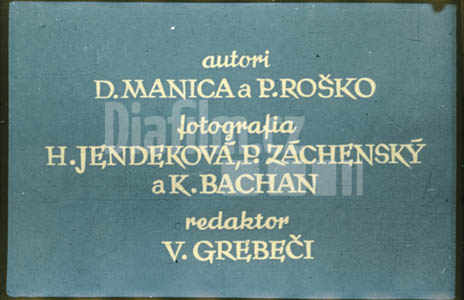 autori
D. MANICA a P. ROŠKO
fotografia
H. JENDEKOVÁ, P. ZÁCHENSKÝ
a K. BACHAN
redaktor
V. GREBEČI